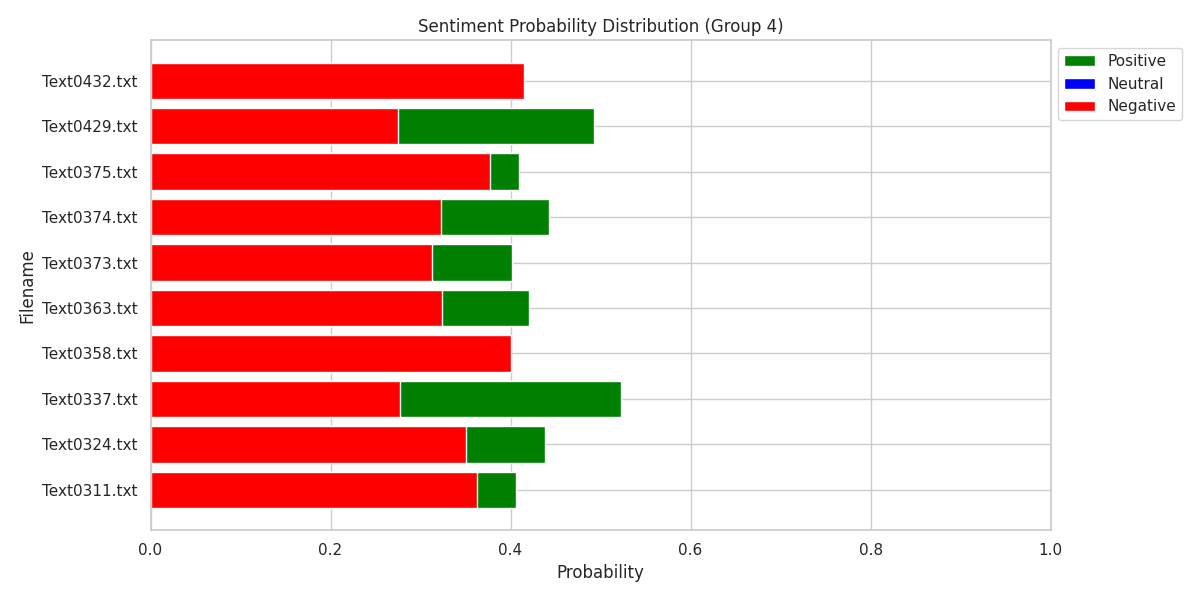 Sentiment Probability Distribution (Group 4)
Positive
Neutral
Negative
Filename
Text0432.txt
Text0429.txt
Text0375.txt
Text0374.txt
Text0373.txt
Text0363.txt
Text0358.txt
Text0337.txt
Text0324.txt
Text0311.txt
0.0 0.2 0.4 0.6 0.8 1.0
Probability